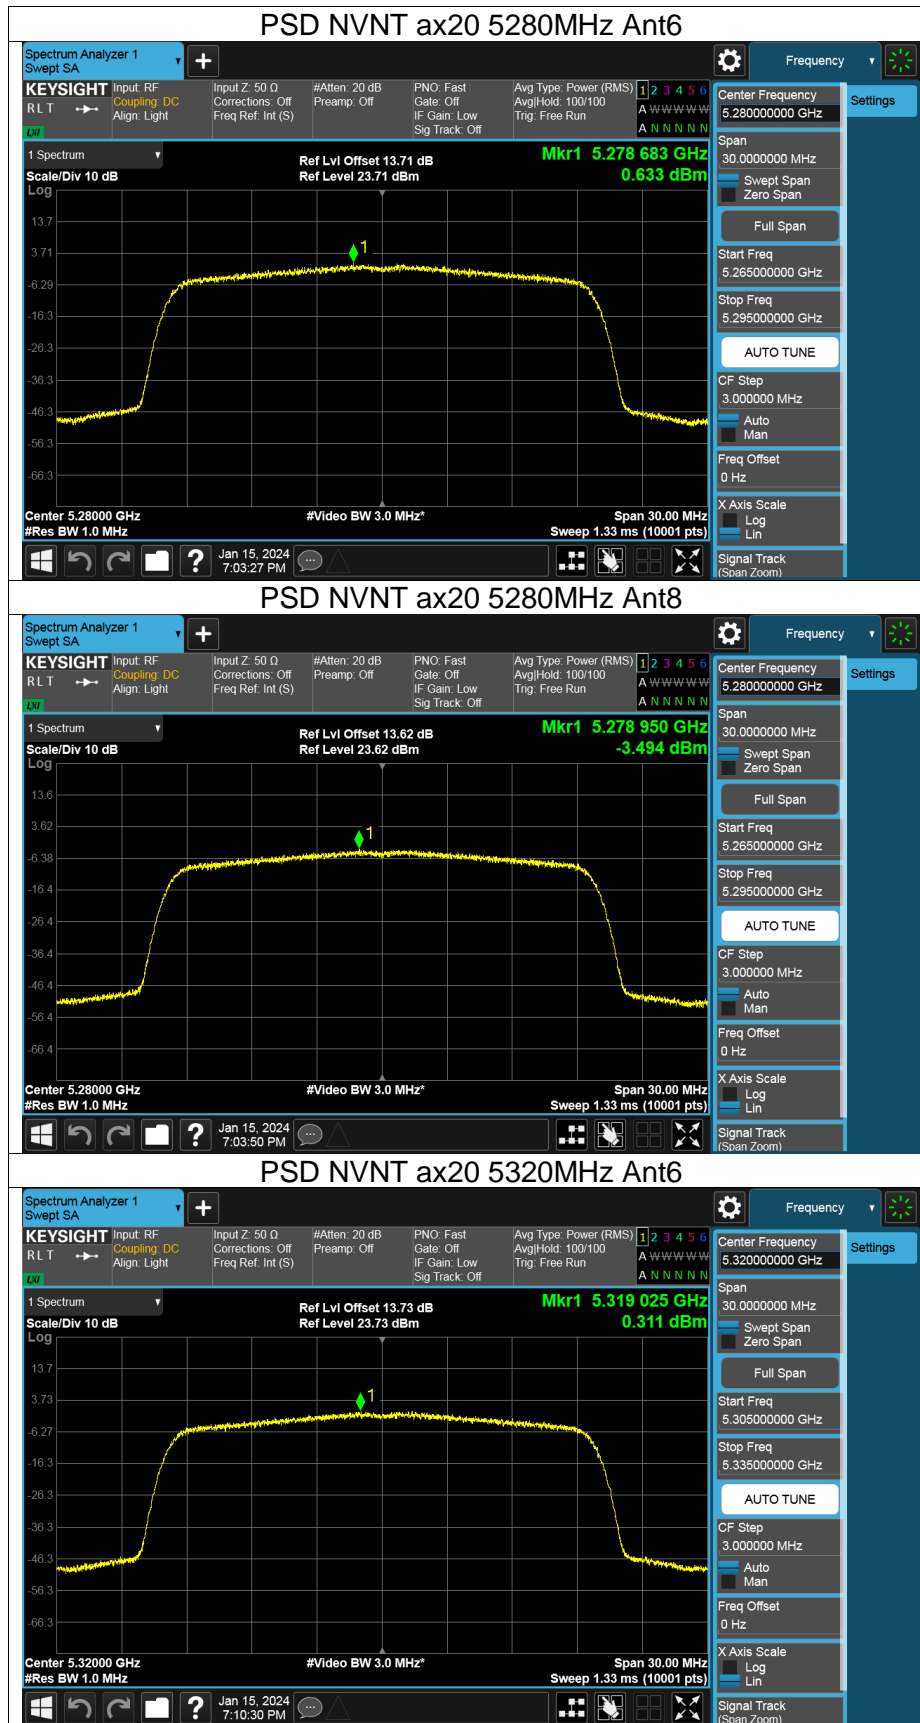 PSD NVNT ax20 5280MHz Ant6
Spectrum Analyzer 1
Swept SA
Frequency
KEYSIGHT
Input: RF
Input Z: 50 Ω
#Atten: 20 dB
PNO: Fast
Avg Type: Power (RMS)
1 2 3 4 5 6
RLT
Coupling: DC
Corrections: Off
Preamp: Off
Gate: Off
Avg|Hold: 100/100
A W W W W W
Align: Light
Freq Ref: Int (S)
IF Gain: Low
Trig: Free Run
Sig Track: Off
A N N N N N
LXI
1 Spectrum
Ref Lvl Offset 13.71 dB
Mkr1 5.278 683 GHz
Scale/Div 10 dB
Ref Level 23.71 dBm
0.633 dBm
Log
1
13.7
3.71
-6.29
-16.3
-26.3
-36.3
-46.3
-56.3
-66.3
Center 5.28000 GHz
#Video BW 3.0 MHz*
Span 30.00 MHz
#Res BW 1.0 MHz
Sweep 1.33 ms (10001 pts)
Jan 15, 2024
7:03:27 PM
Center Frequency
5.280000000 GHz
Settings
Span
30.0000000 MHz
Swept Span
Zero Span
Full Span
Start Freq
5.265000000 GHz
Stop Freq
5.295000000 GHz
AUTO TUNE
CF Step
3.000000 MHz
Auto
Man
Freq Offset
0 Hz
X Axis Scale
Log
Lin
Signal Track
(Span Zoom)
PSD NVNT ax20 5280MHz Ant8
Spectrum Analyzer 1
Swept SA
Frequency
KEYSIGHT
Input: RF
Input Z: 50 Ω
#Atten: 20 dB
PNO: Fast
Avg Type: Power (RMS)
1 2 3 4 5 6
RLT
Coupling: DC
Corrections: Off
Preamp: Off
Gate: Off
Avg|Hold: 100/100
A W W W W W
Align: Light
Freq Ref: Int (S)
IF Gain: Low
Trig: Free Run
Sig Track: Off
A N N N N N
LXI
1 Spectrum
Ref Lvl Offset 13.62 dB
Mkr1 5.278 950 GHz
Scale/Div 10 dB
Ref Level 23.62 dBm
-3.494 dBm
Log
1
13.6
3.62
-6.38
-16.4
-26.4
-36.4
-46.4
-56.4
-66.4
Center 5.28000 GHz
#Video BW 3.0 MHz*
Span 30.00 MHz
#Res BW 1.0 MHz
Sweep 1.33 ms (10001 pts)
Jan 15, 2024
7:03:50 PM
Center Frequency
5.280000000 GHz
Settings
Span
30.0000000 MHz
Swept Span
Zero Span
Full Span
Start Freq
5.265000000 GHz
Stop Freq
5.295000000 GHz
AUTO TUNE
CF Step
3.000000 MHz
Auto
Man
Freq Offset
0 Hz
X Axis Scale
Log
Lin
Signal Track
(Span Zoom)
PSD NVNT ax20 5320MHz Ant6
Spectrum Analyzer 1
Swept SA
Frequency
KEYSIGHT
Input: RF
Input Z: 50 Ω
#Atten: 20 dB
PNO: Fast
Avg Type: Power (RMS)
1 2 3 4 5 6
RLT
Coupling: DC
Corrections: Off
Preamp: Off
Gate: Off
Avg|Hold: 100/100
A W W W W W
Align: Light
Freq Ref: Int (S)
IF Gain: Low
Trig: Free Run
Sig Track: Off
A N N N N N
LXI
1 Spectrum
Ref Lvl Offset 13.73 dB
Mkr1 5.319 025 GHz
Scale/Div 10 dB
Ref Level 23.73 dBm
0.311 dBm
Log
1
13.7
3.73
-6.27
-16.3
-26.3
-36.3
-46.3
-56.3
-66.3
Center 5.32000 GHz
#Video BW 3.0 MHz*
Span 30.00 MHz
#Res BW 1.0 MHz
Sweep 1.33 ms (10001 pts)
Jan 15, 2024
7:10:30 PM
Center Frequency
5.320000000 GHz
Settings
Span
30.0000000 MHz
Swept Span
Zero Span
Full Span
Start Freq
5.305000000 GHz
Stop Freq
5.335000000 GHz
AUTO TUNE
CF Step
3.000000 MHz
Auto
Man
Freq Offset
0 Hz
X Axis Scale
Log
Lin
Signal Track
(Span Zoom)